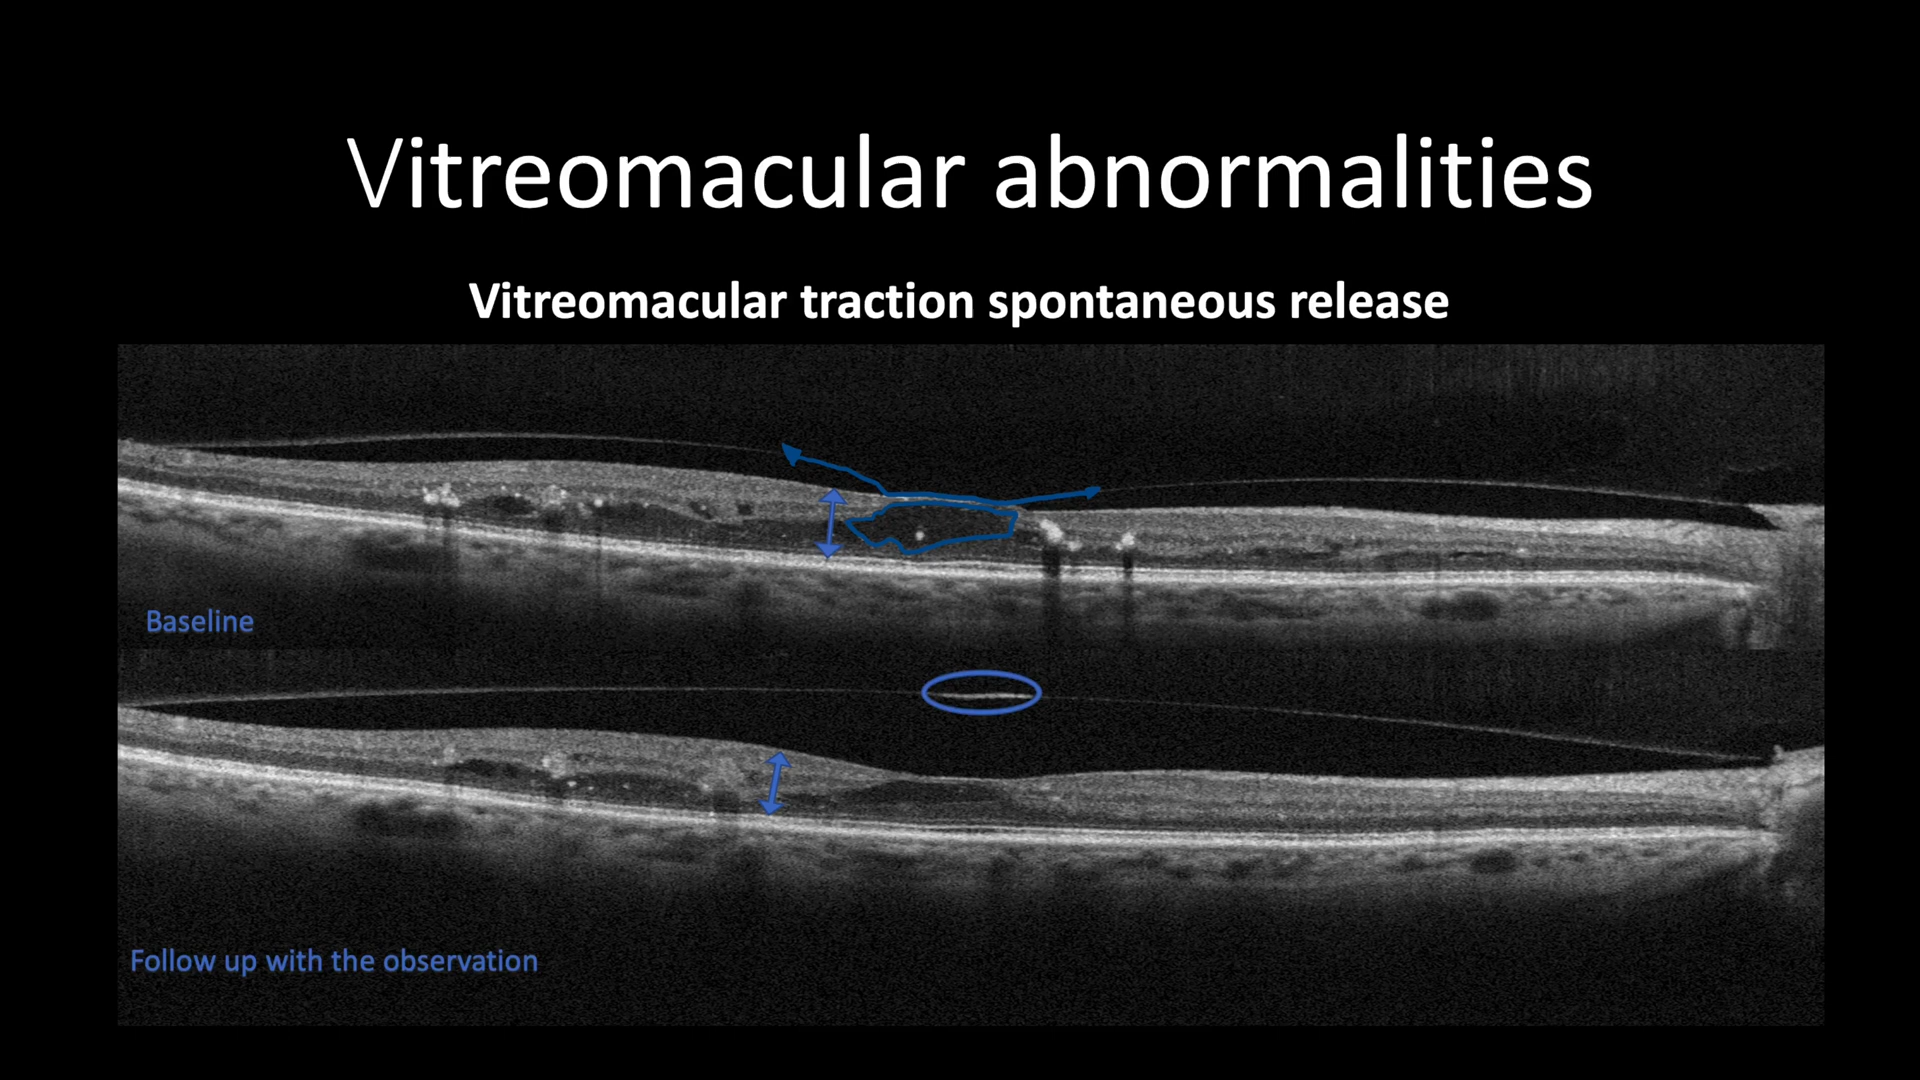 Vitreomacular abnormalities
Vitreomacular traction spontaneous release
Baseline
Follow up with the observation